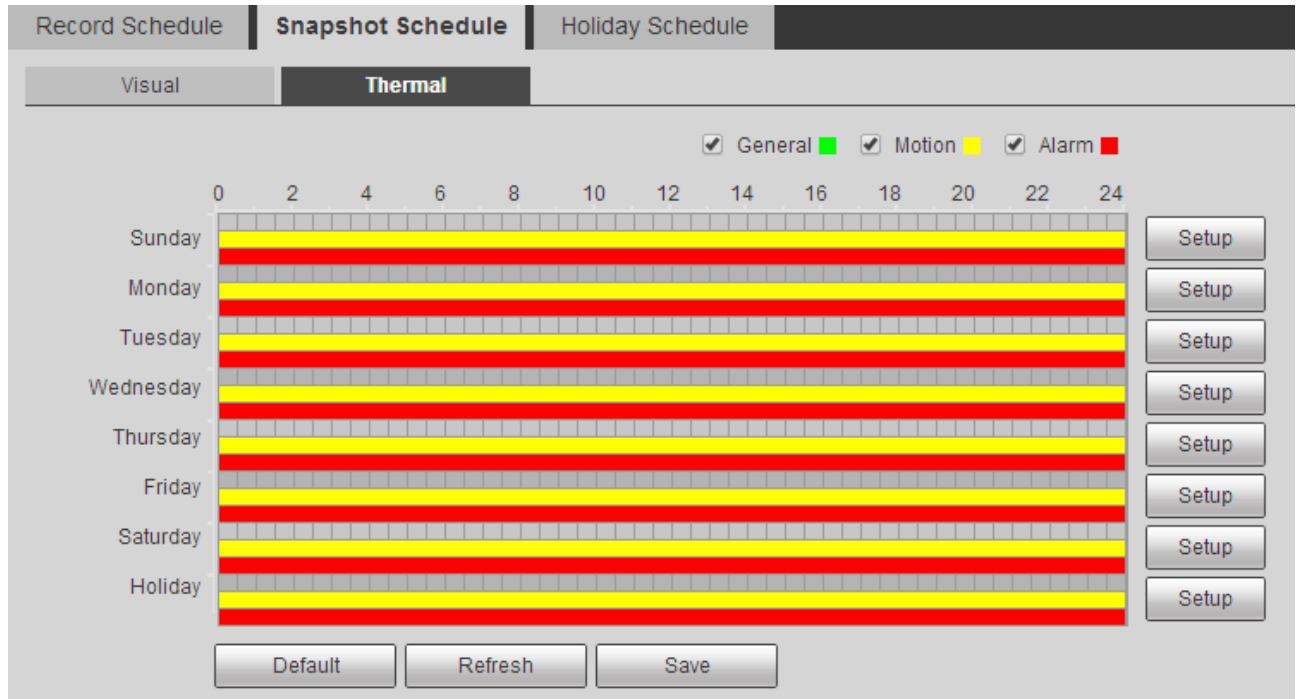 Record Schedule Snapshot Schedule Holiday Schedule
Visual Thermal
General Motion Alarm
0 2 4 6 8 10 12 14 16 18 20 22 24
Sunday Setup
Monday Setup
Tuesday Setup
Wednesday Setup
Thursday Setup
Friday Setup
Saturday Setup
Holiday Setup
Default Refresh Save